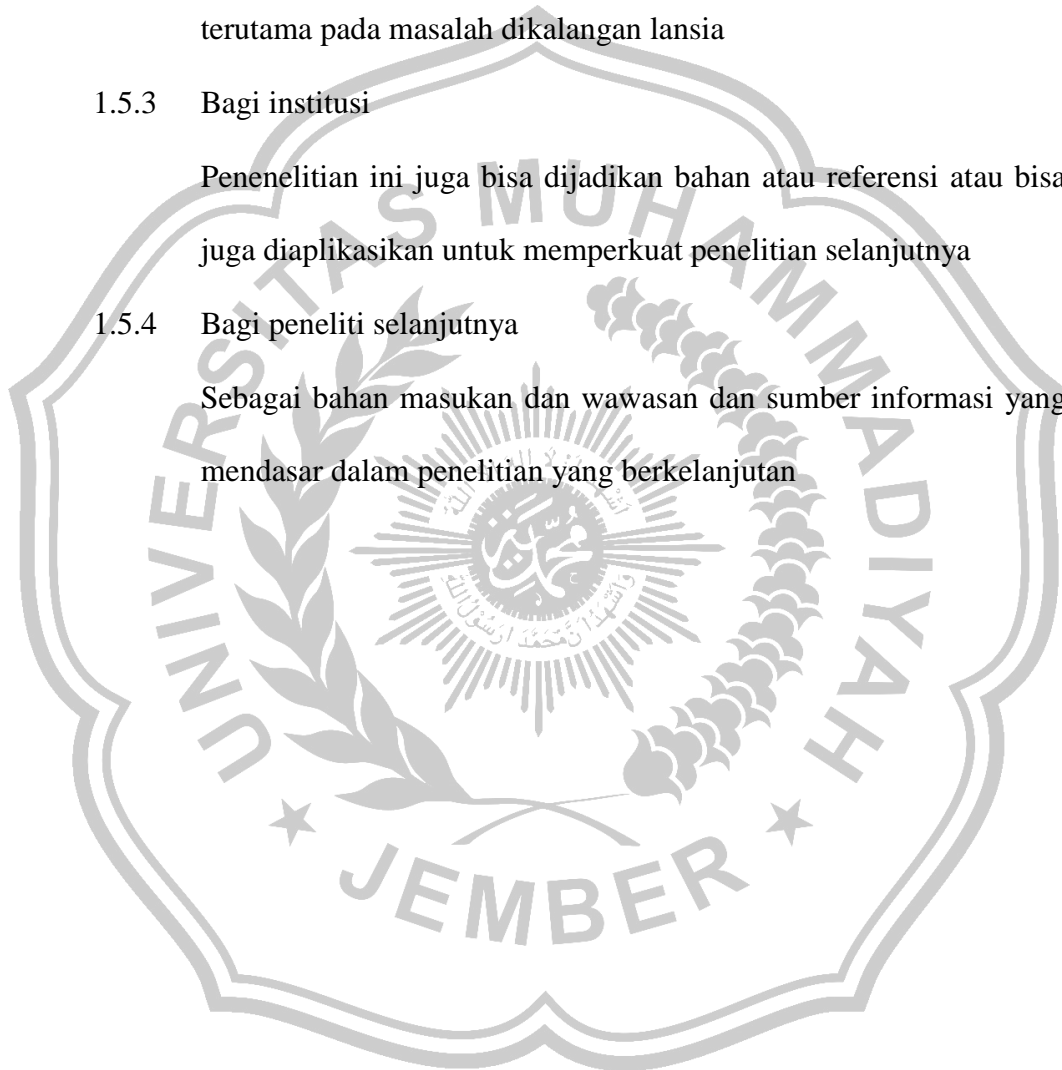 terutama pada masalah dikalangan lansia
1.5.3 Bagi institusi
Penenelitian ini juga bisa dijadikan bahan atau referensi atau bisa
juga diaplikasikan untuk memperkuat penelitian selanjutnya
1.5.4 Bagi peneliti selanjutnya
Sebagai bahan masukan dan wawasan dan sumber informasi yang
mendasar dalam penelitian yang berkelanjutan
UNIVERSITAS MUHAMMADIYAH
JEMBER